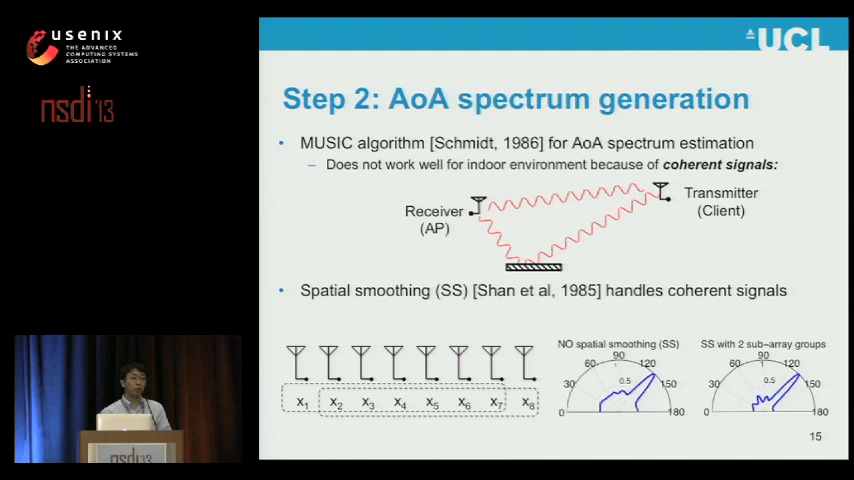 usenix
THE ADVANCED
COMPUTING SYSTEMS
ASSOCIATION
nsdi'13
UCL
Step 2: AoA spectrum generation
• MUSIC algorithm [Schmidt, 1986] for AoA spectrum estimation
– Does not work well for indoor environment because of coherent signals:
Receiver
(AP)
Transmitter
(Client)
• Spatial smoothing (SS) [Shan et al, 1985] handles coherent signals
x1 x2 x3 x4 x5 x6 x7 x8
NO spatial smoothing (SS)
0 30 60 90 120 150 180
1
0.5
SS with 2 sub-array groups
0 30 60 90 120 150 180
1
0.5
15
nsdi'13